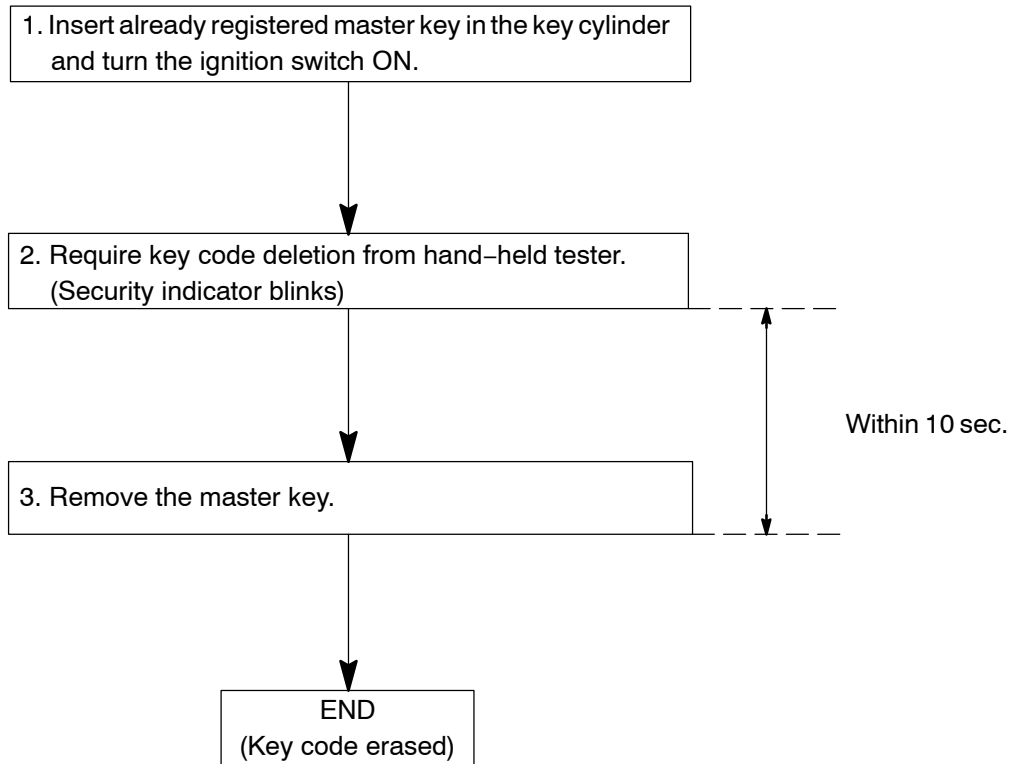 1. Insert already registered master key in the key cylinder
and turn the ignition switch ON.
2. Require key code deletion from hand−held tester.
(Security indicator blinks)
Within 10 sec.
3. Remove the master key.
END
(Key code erased)